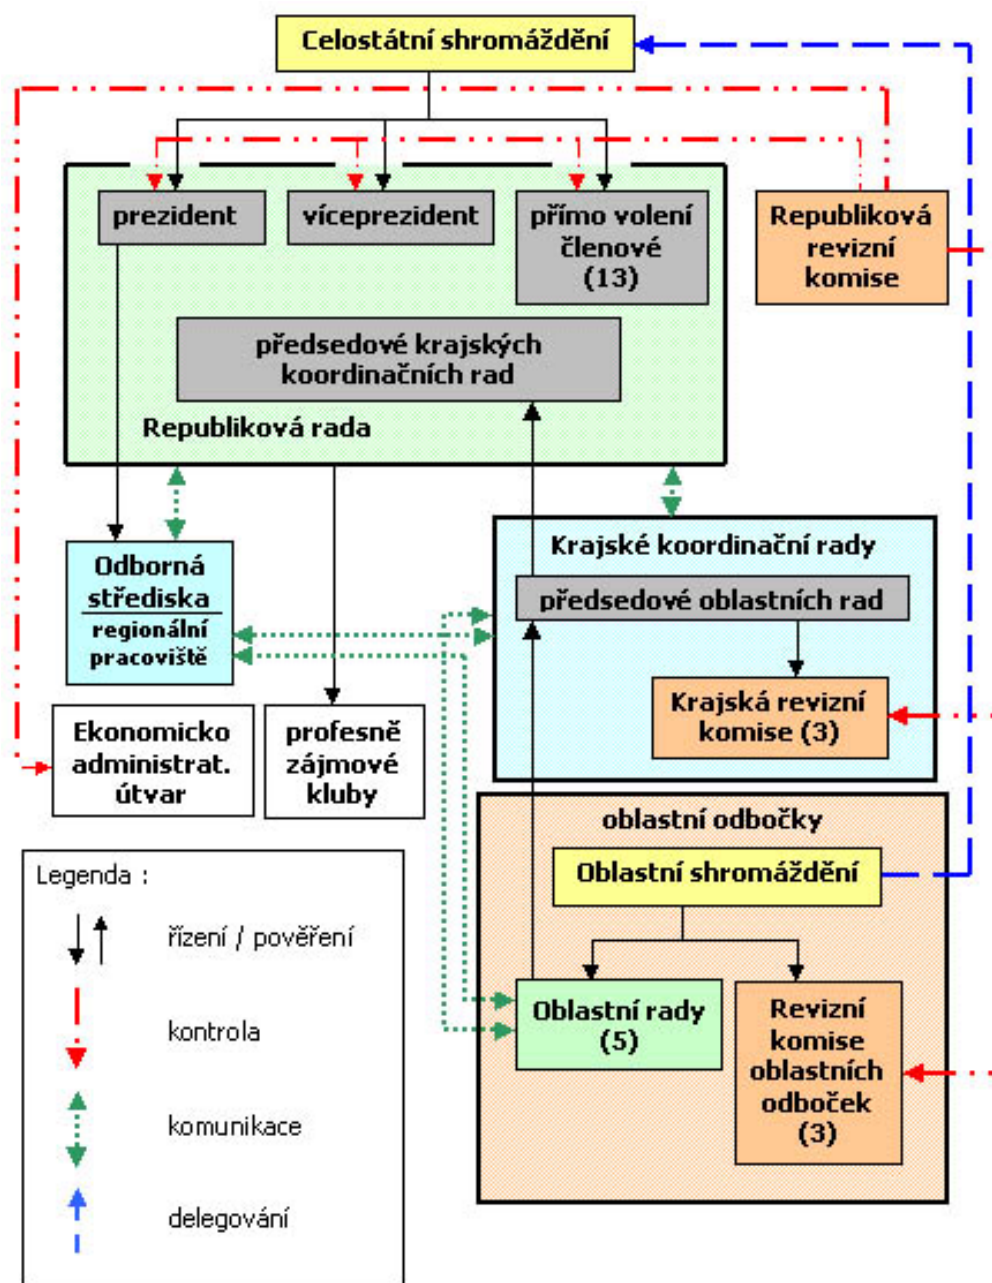 Celostátní shromáždění
prezident
víceprezident
přímo volení
členové
(13)
Republiková
revizní
komise
předsedové krajských
koordinačních rad
Republiková rada
Odborná
střediska
regionální
pracoviště
Krajské koordinační rady
předsedové oblastních rad
Krajská revizní
komise (3)
Ekonomicko
administrat.
útvar
profesně
zájmové
kluby
oblastní odbočky
Oblastní shromáždění
Oblastní rady
(5)
Revizní
komise
oblastních
odboček
(3)
Legenda :
řízení / pověření
kontrola
komunikace
delegování